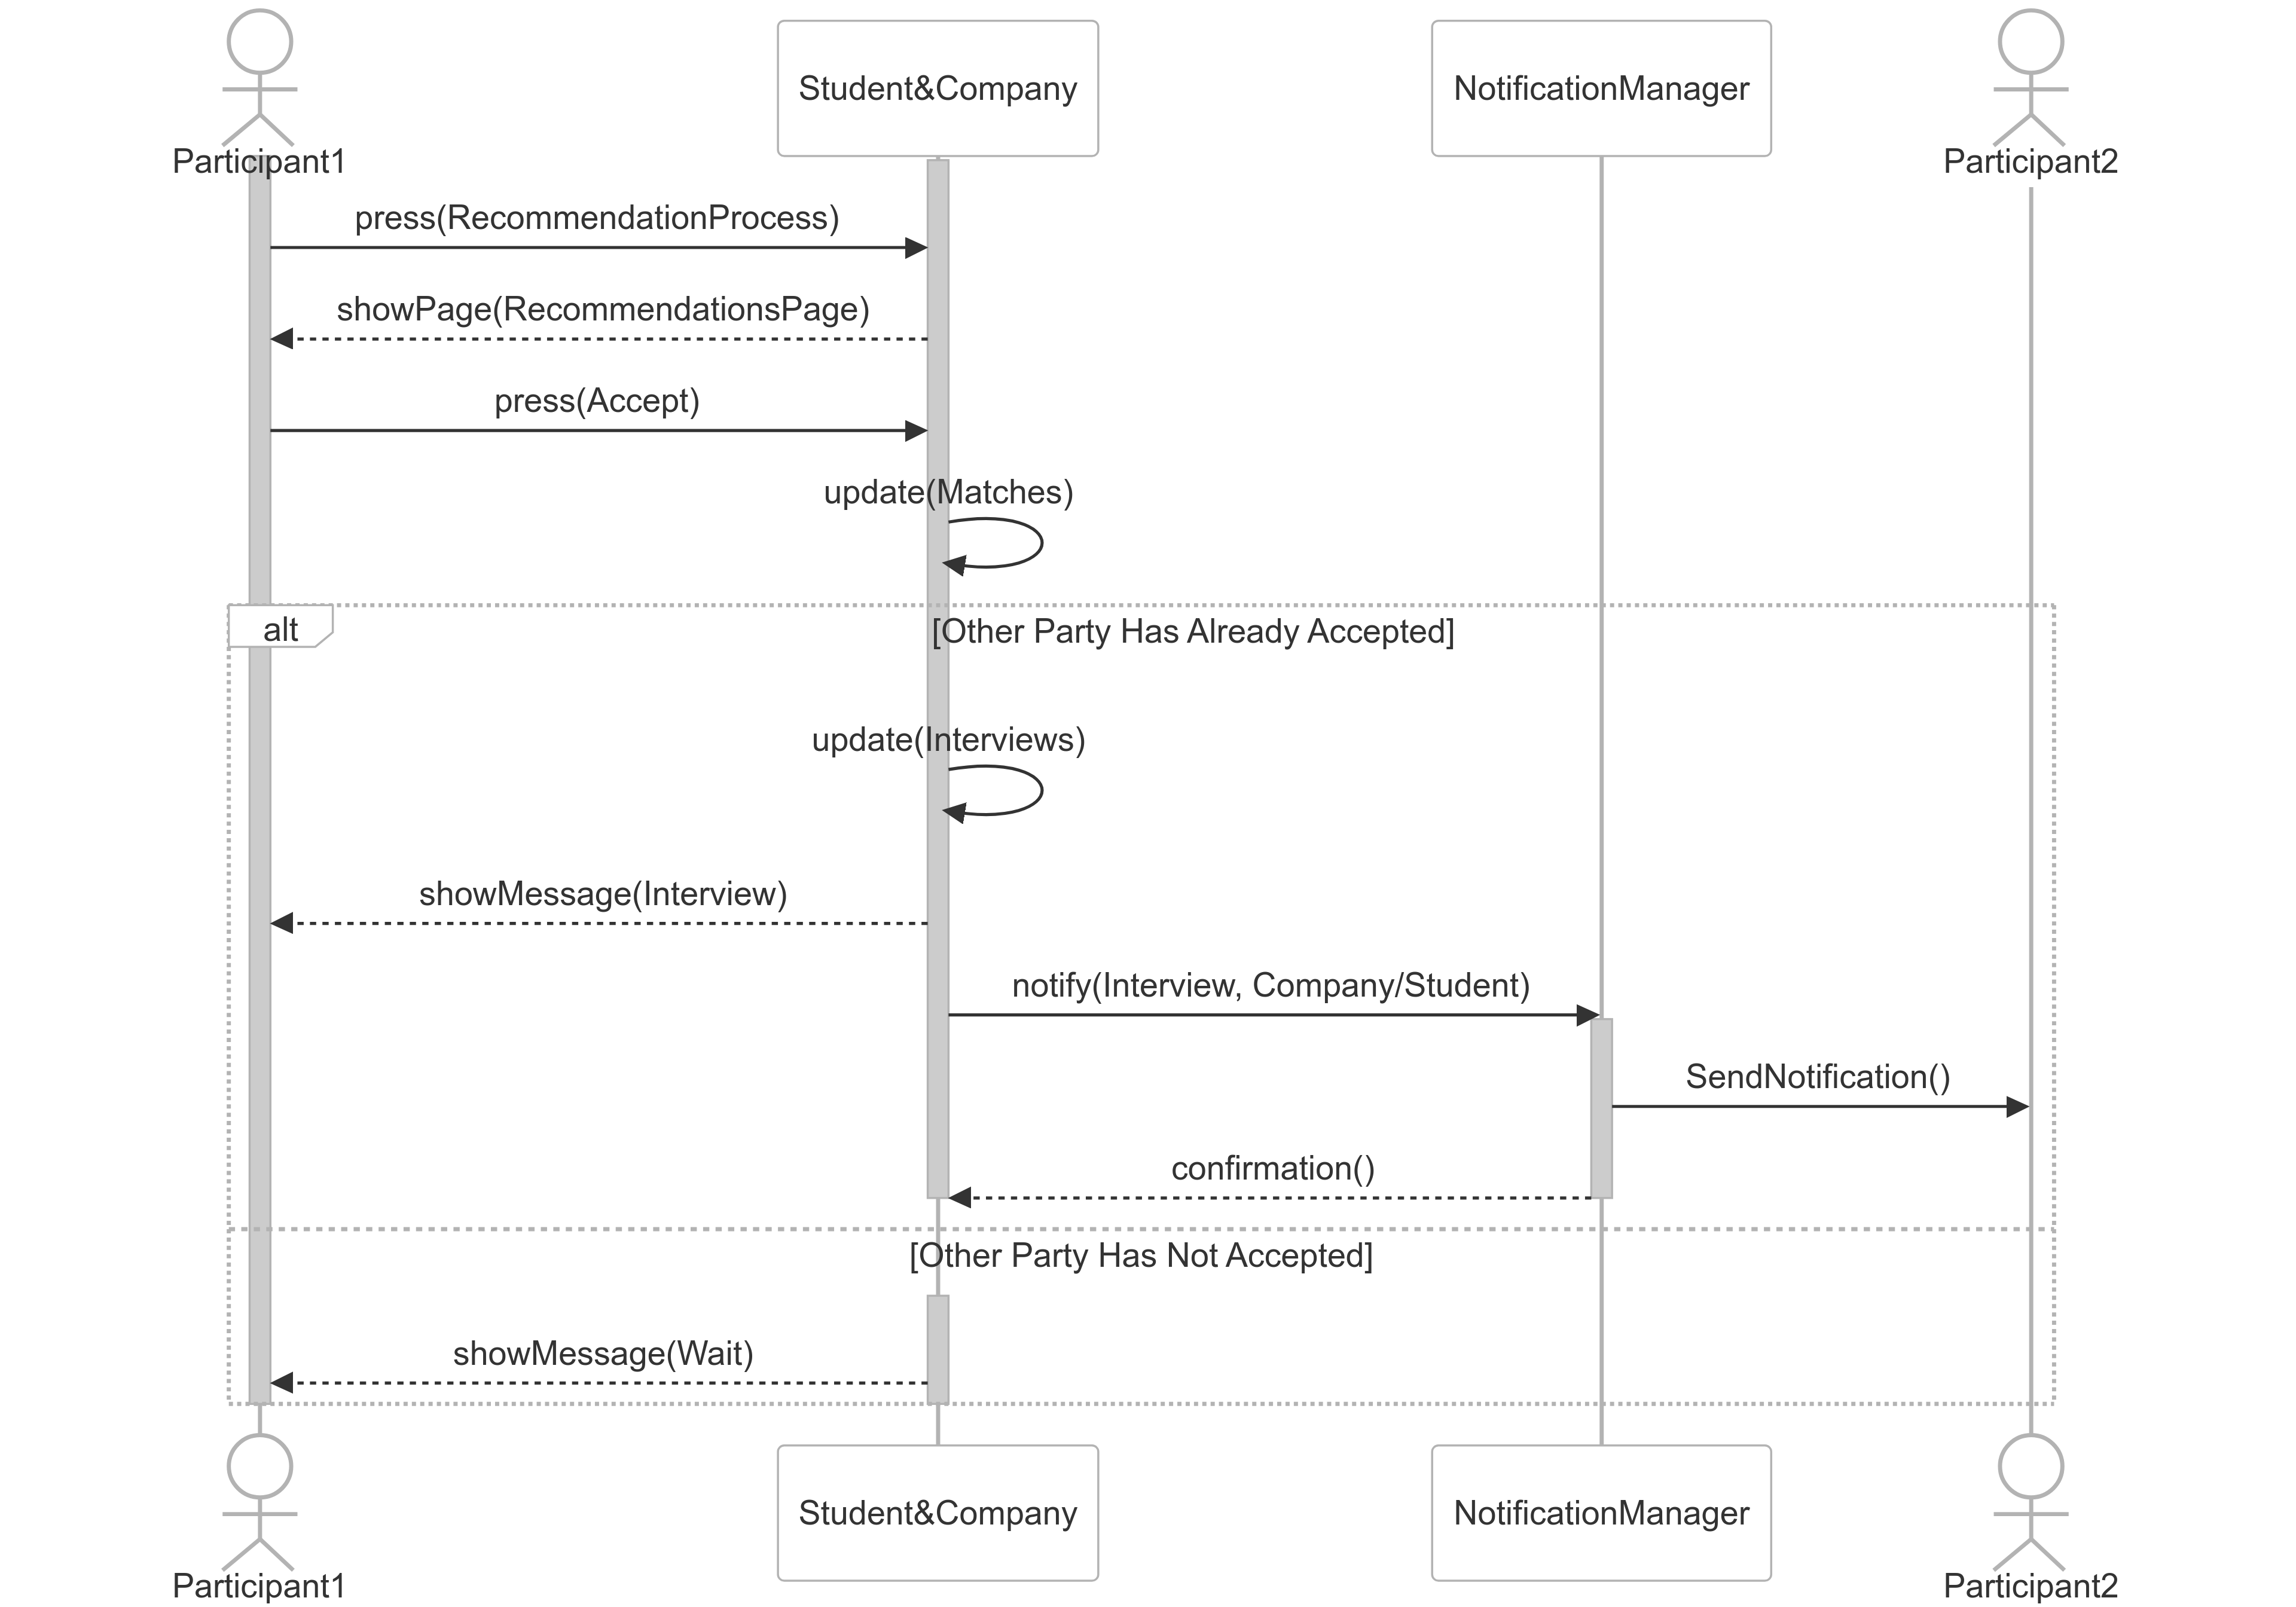 Participant1
Student&Company
NotificationManager
Participant2
press(RecommendationProcess)
showPage(RecommendationsPage)
press(Accept)
update(Matches)
alt
[Other Party Has Already Accepted]
update(Interviews)
showMessage(Interview)
notify(Interview, Company/Student)
SendNotification()
confirmation()
[Other Party Has Not Accepted]
showMessage(Wait)
Participant1
Student&Company
NotificationManager
Participant2